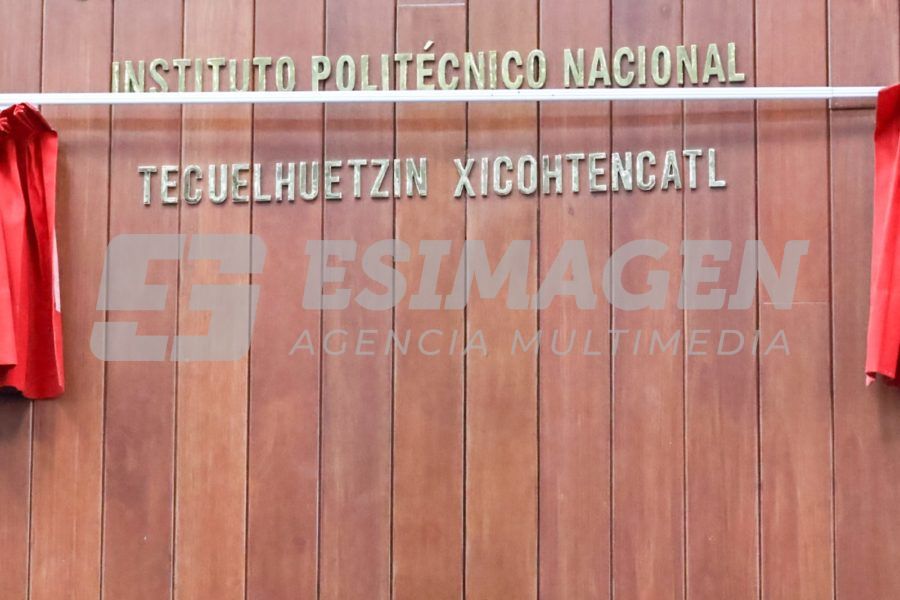 INSTITUTO POLITÉCNICO NACIONAL
TECUELHUETZIN XICOHTENCATL
ESIMAGEN
AGENCIA MULTIMEDIA